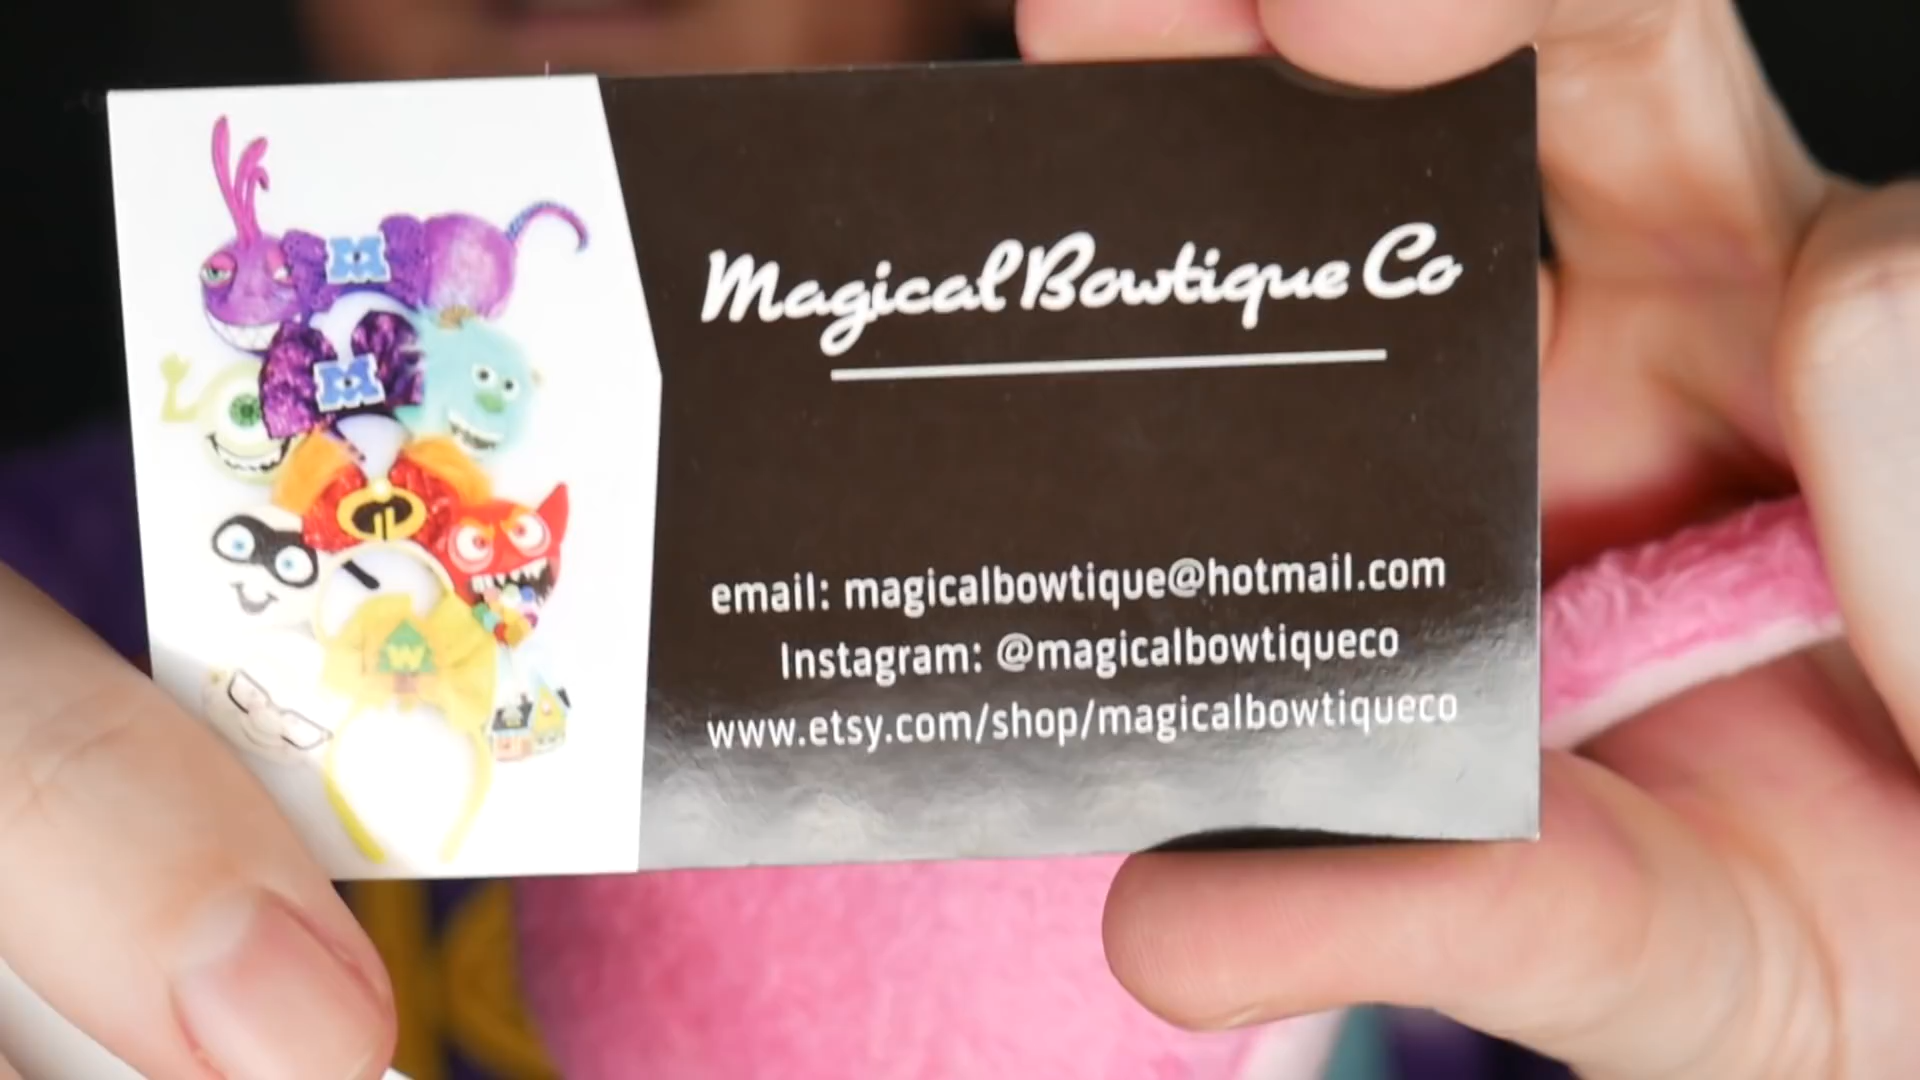 Magical Bowtique Co
email: magicalbowtique@hotmail.com
Instagram: @magicalbowtiqueco
www.etsy.com/shop/magicalbowtiqueco
M
M
W